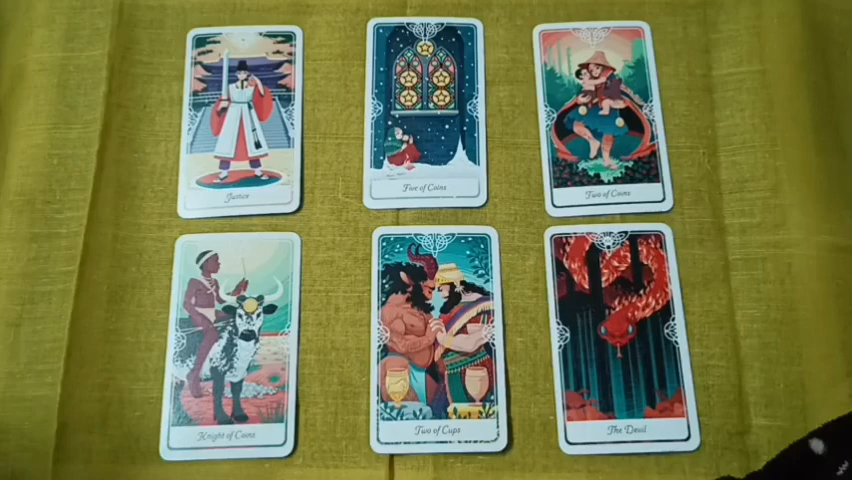 Justice
Five of Coins
Two of Coins
Knight of Coins
Two of Cups
The Devil